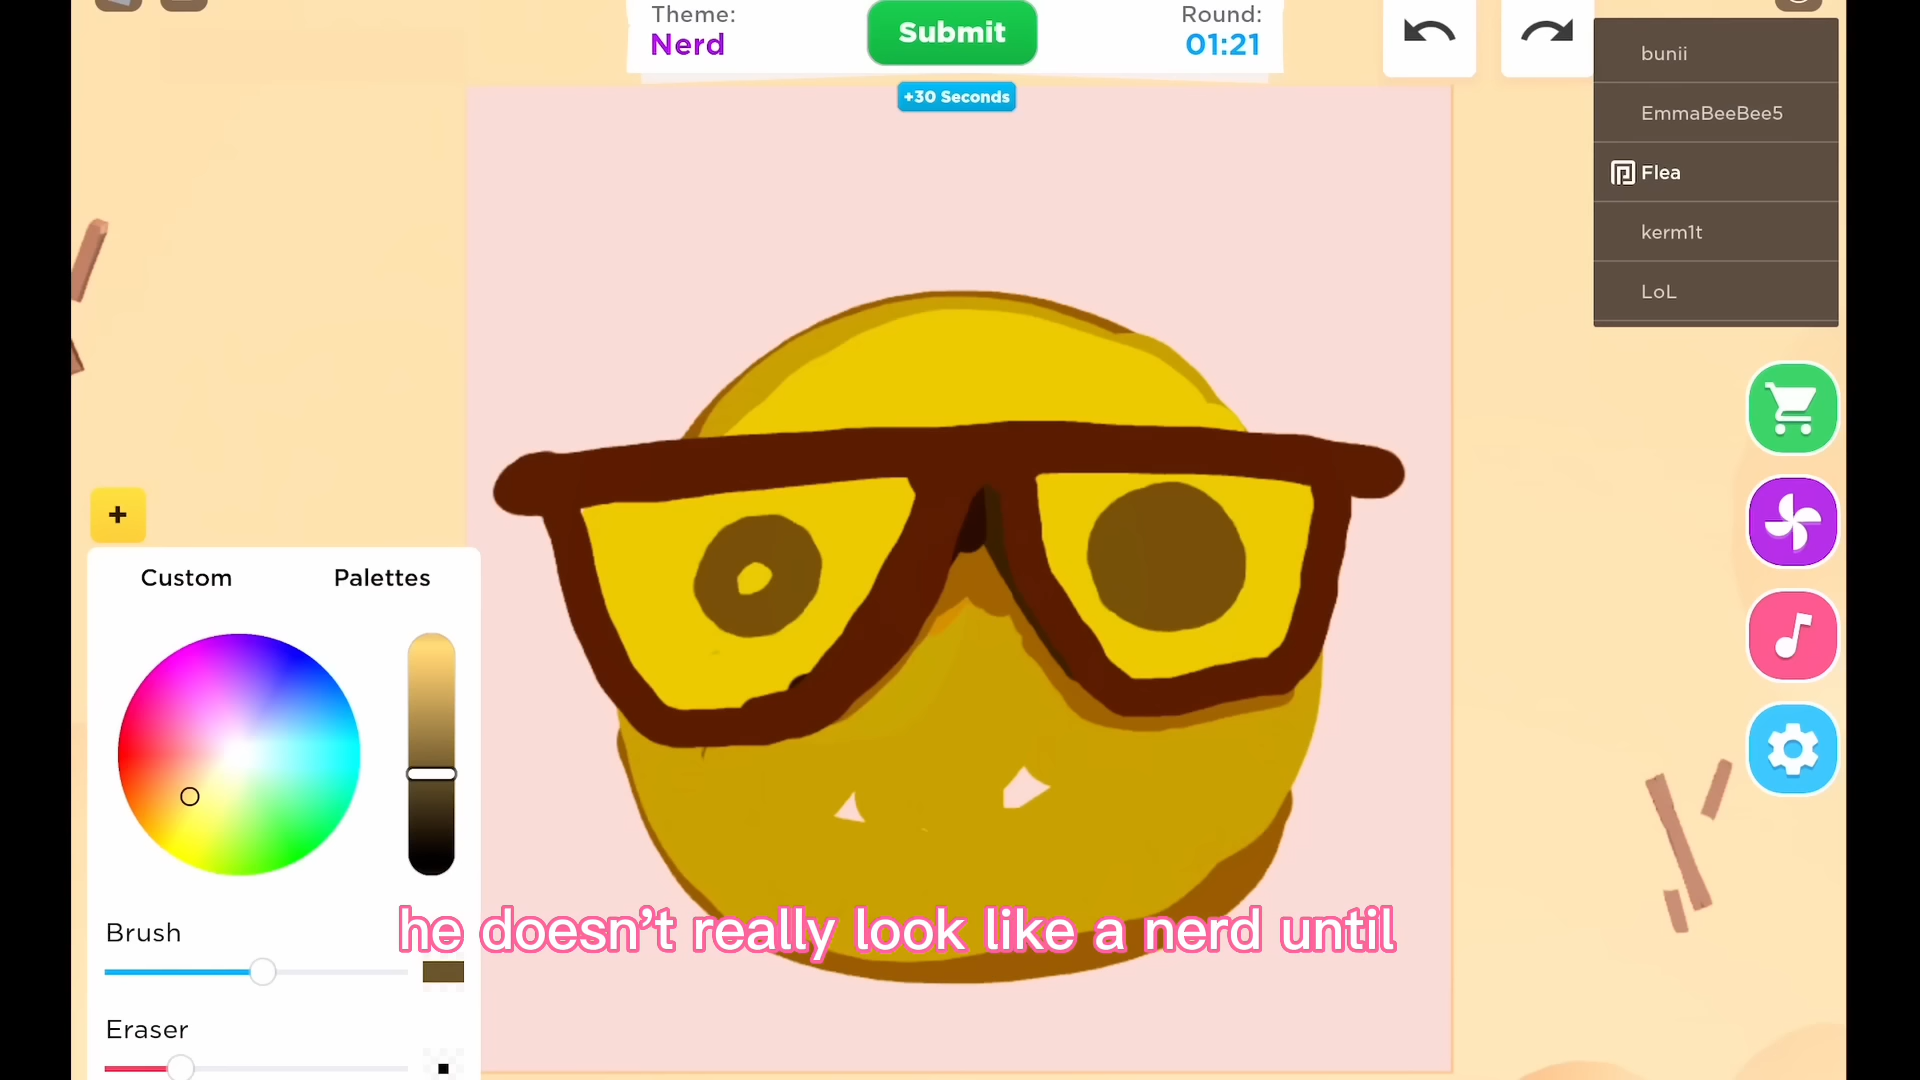 Theme:
Nerd
Submit
Round:
01:21
+30 Seconds
bunii
EmmaBeeBee5
Flea
kerm1t
LoL
+
Custom
Palettes
Brush
Eraser
he doesn't really look like a nerd until